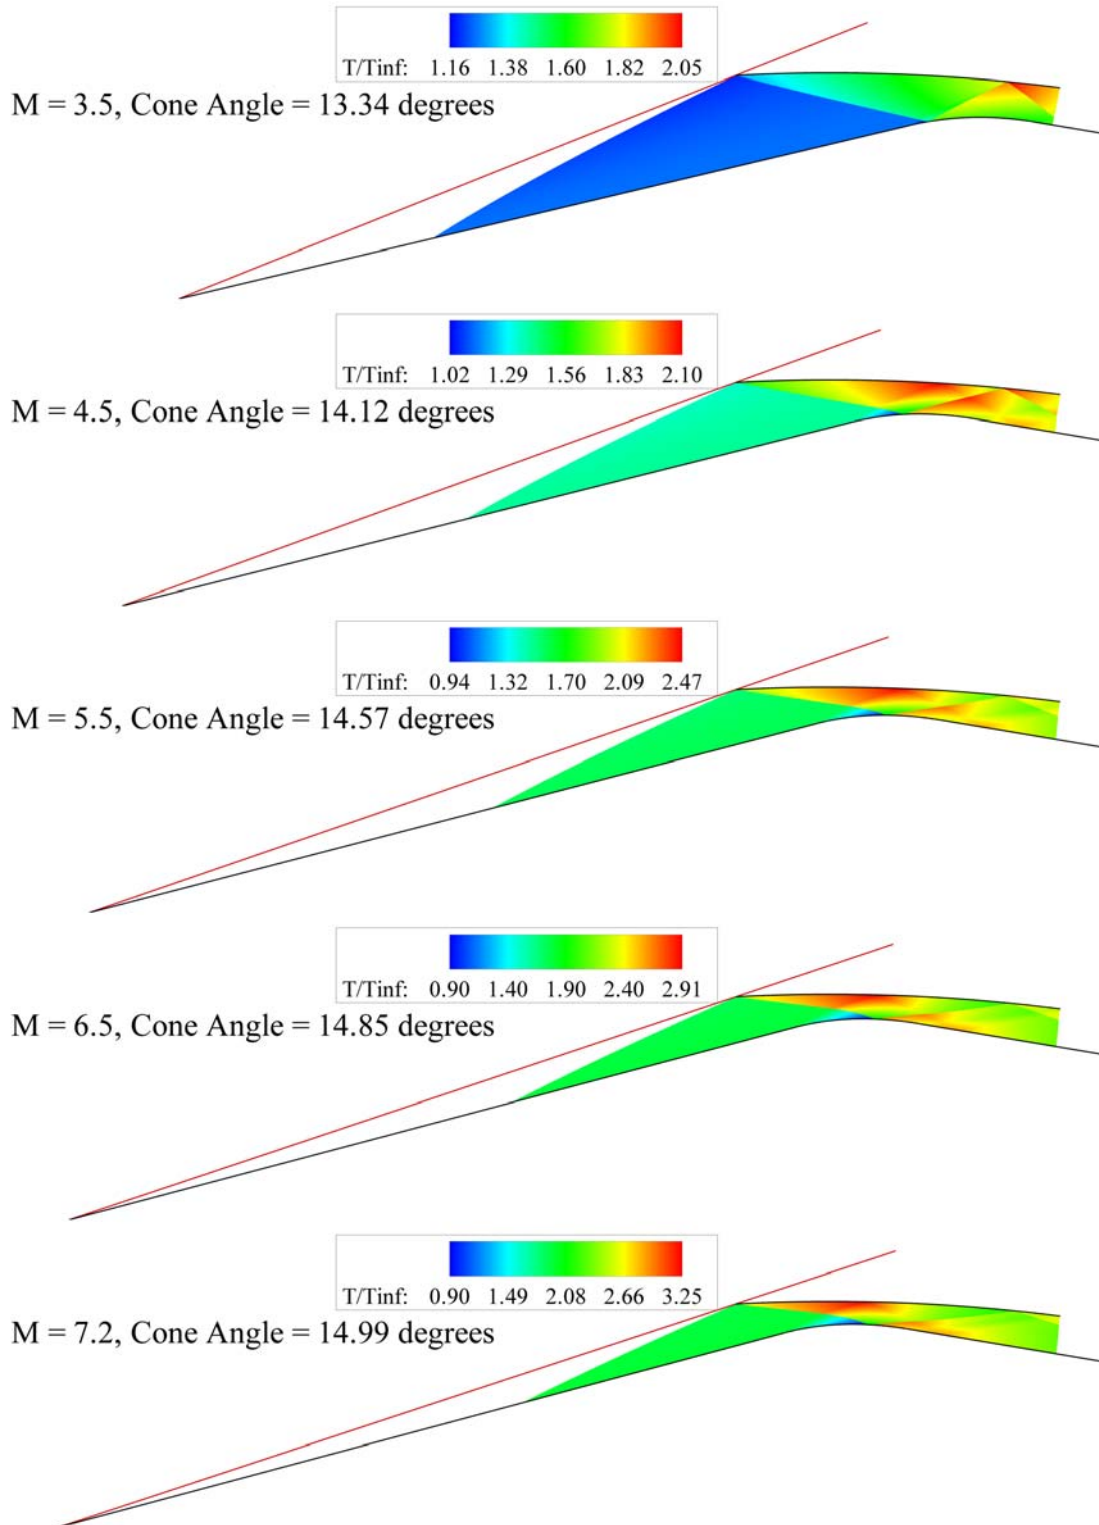 T/Tinf: 1.16 1.38 1.60 1.82 2.05
M = 3.5, Cone Angle = 13.34 degrees
T/Tinf: 1.02 1.29 1.56 1.83 2.10
M = 4.5, Cone Angle = 14.12 degrees
T/Tinf: 0.94 1.32 1.70 2.09 2.47
M = 5.5, Cone Angle = 14.57 degrees
T/Tinf: 0.90 1.40 1.90 2.40 2.91
M = 6.5, Cone Angle = 14.85 degrees
T/Tinf: 0.90 1.49 2.08 2.66 3.25
M = 7.2, Cone Angle = 14.99 degrees